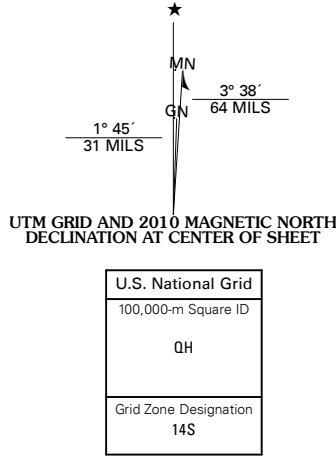 ★
MN
3° 38´
64 MILS
GN
1° 45´
31 MILS
UTM GRID AND 2010 MAGNETIC NORTH
DECLINATION AT CENTER OF SHEET
U.S. National Grid
100,000-m Square ID
QH
Grid Zone Designation
14S